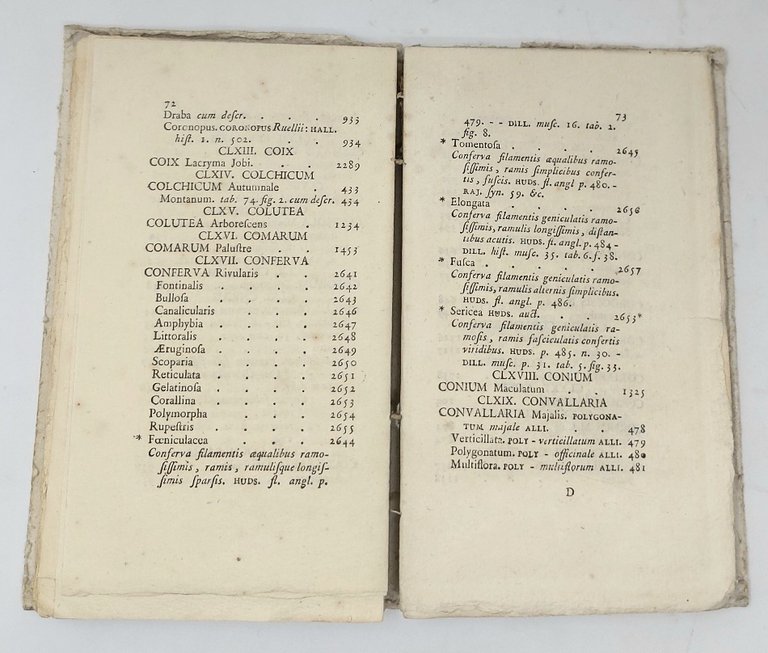 72
Draba cum deſcr. . . . 933
Coronopus. CORONOPUS Ruellii: HALL.
hiſt. 1. n. 502. . . . 934
CLXIII. COIX
COIX Lacryma Jobi. . . 2289
CLXIV. COLCHICUM
COLCHICUM Autumnale . 433
Montanum. tab. 74. fig. 2. cum deſcr. 434
CLXV. COLUTEA
COLUTEA Arboreſcens . . 1234
CLXVI. COMARUM
COMARUM Paluſtre . . 1453
CLXVII. CONFERVA
CONFERVA Rivularis . . 2641
Fontinalis . . . . 2642
Bulloſa . . . . 2643
Canalicularis . . . 2646
Amphybia . . . . 2647
Littoralis . . . . 2648
Æruginoſa . . . . 2649
Scoparia . . . . 2650
Reticulata . . . . 2651
Gelatinoſa . . . . 2652
Corallina . . . . 2653
Polymorpha . . . 2654
Rupeſtris . . . . 2655
* Fœniculacea . . . 2644
Conferva filamentis æqualibus ramo-
ſiſſimis, ramis, ramuliſque longiſ-
ſimis ſparſis. HUDS. fl. angl. p.
73
479. - - DILL. muſc. 16. tab. 2.
fig. 8.
* Tomentoſa . . . . . 2645
Conferva filamentis æqualibus ramo-
ſiſſimis, ramis ſimplicibus confer-
tis, fuſcis. HUDS. fl. angl p. 480. -
RAJ. ſyn. 59. &c.
* Elongata . . . . . 2656
Conferva filamentis geniculatis ramo-
ſiſſimis, ramulis longiſſimis, diſtan-
tibus acutis. HUDS. fl. angl. p. 484 -
DILL. hiſt. muſc. 35. tab. 6. f. 38.
* Fuſca . . . . . 2657
Conferva filamentis geniculatis ramo-
ſiſſimis, ramulis alternis ſimplicibus.
HUDS. fl. angl. p. 486.
* Sericea HUDS. auct. . . 2653*
Conferva filamentis geniculatis ra-
moſis, ramis faſciculatis confertis
viridibus. HUDS. p. 485. n. 30. -
DILL. muſc. p. 31. tab. 5. fig. 33.
CLXVIII. CONIUM
CONIUM Maculatum . . . 1325
CLXIX. CONVALLARIA
CONVALLARIA Majalis. POLYGONA-
TUM majale ALLI. . . 478
Verticillata. POLY - verticillatum ALLI. 479
Polygonatum. POLY - officinale ALLI. 480
Multiflora. POLY - multiflorum ALLI. 481
D